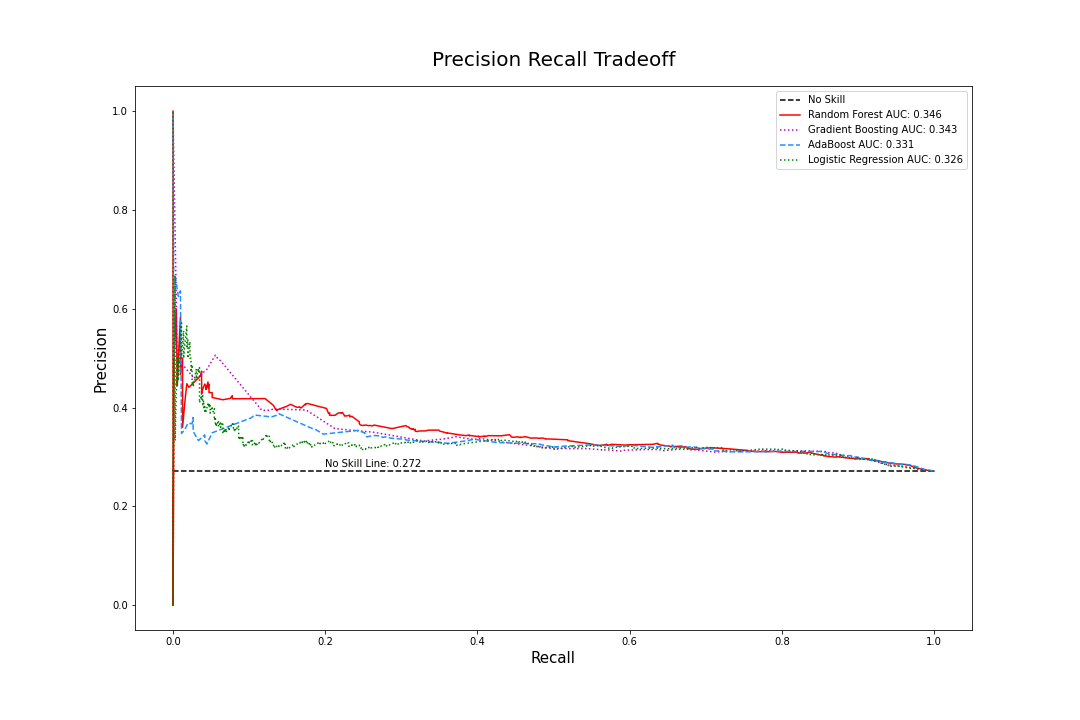 Precision Recall Tradeoff
No Skill
Random Forest AUC: 0.346
Gradient Boosting AUC: 0.343
AdaBoost AUC: 0.331
Logistic Regression AUC: 0.326
1.0
0.8
0.6
0.4
0.2
0.0
Precision
No Skill Line: 0.272
0.0 0.2 0.4 0.6 0.8 1.0
Recall